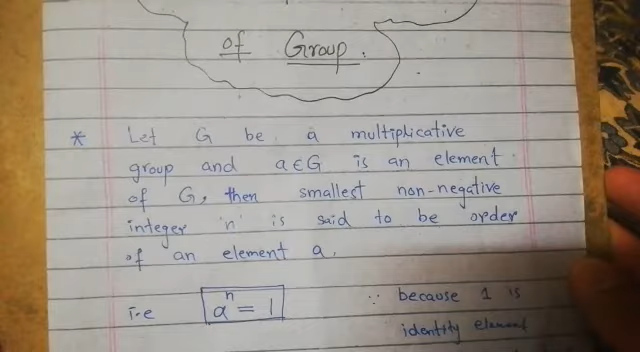 of Group.
* Let G be a multiplicative
group and a∈G is an element
of G, then smallest non-negative
integer 'n' is said to be order
of an element a.
i.e aⁿ = 1 ∵ because 1 is
identity element